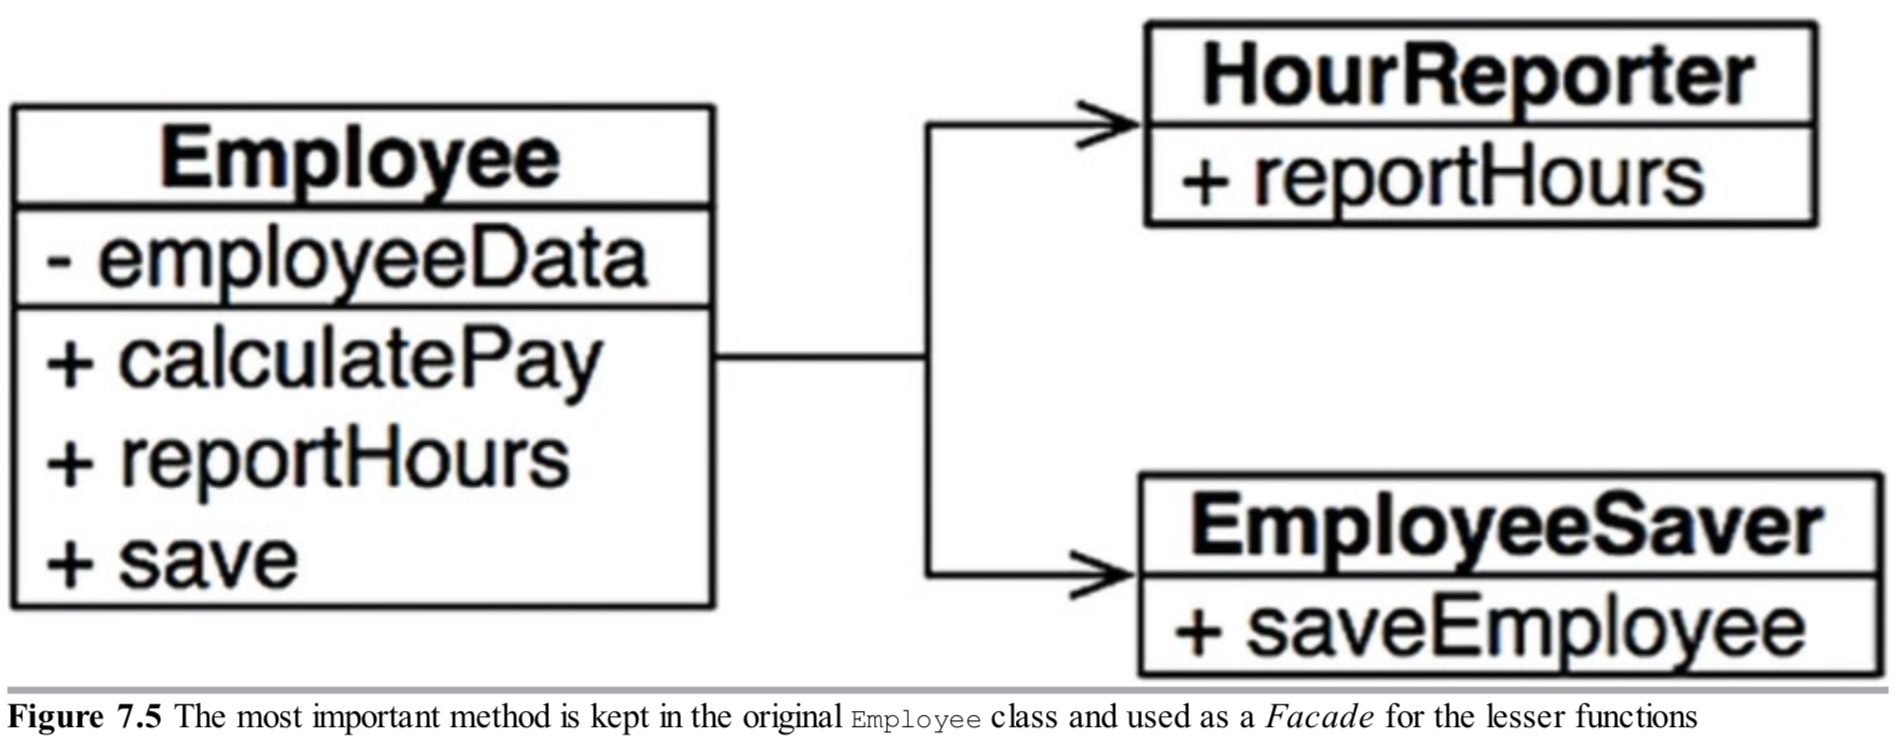 Employee
- employeeData
+ calculatePay
+ reportHours
+ save
HourReporter
+ reportHours
EmployeeSaver
+ saveEmployee
Figure 7.5 The most important method is kept in the original Employee class and used as a Facade for the lesser functions